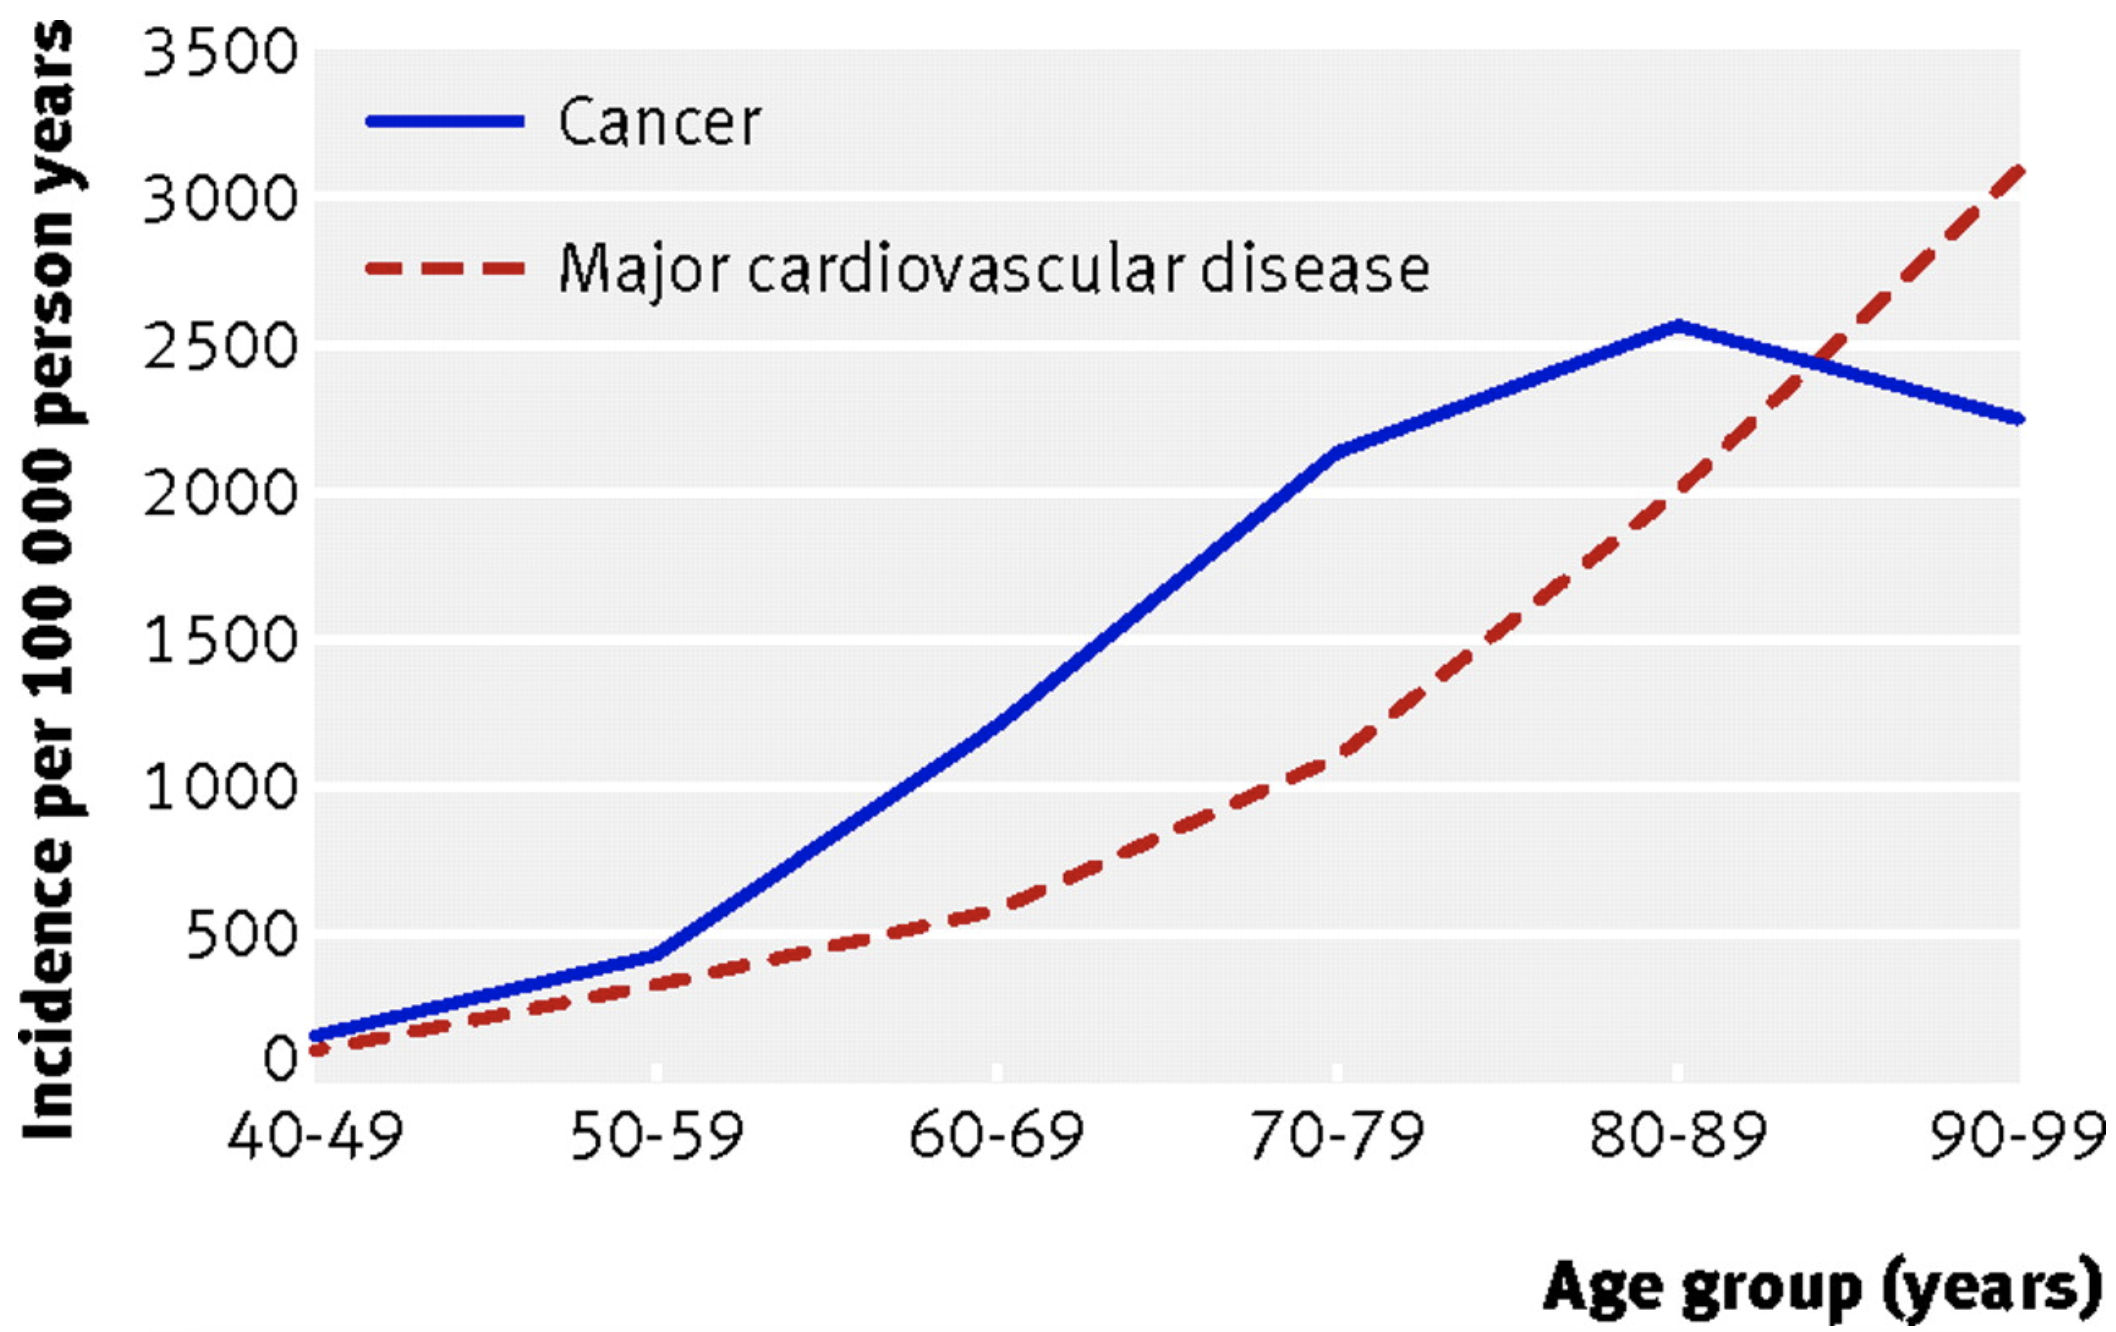 Incidence per 100 000 person years
3500
3000
2500
2000
1500
1000
500
0
Cancer
Major cardiovascular disease
40-49 50-59 60-69 70-79 80-89 90-99
Age group (years)